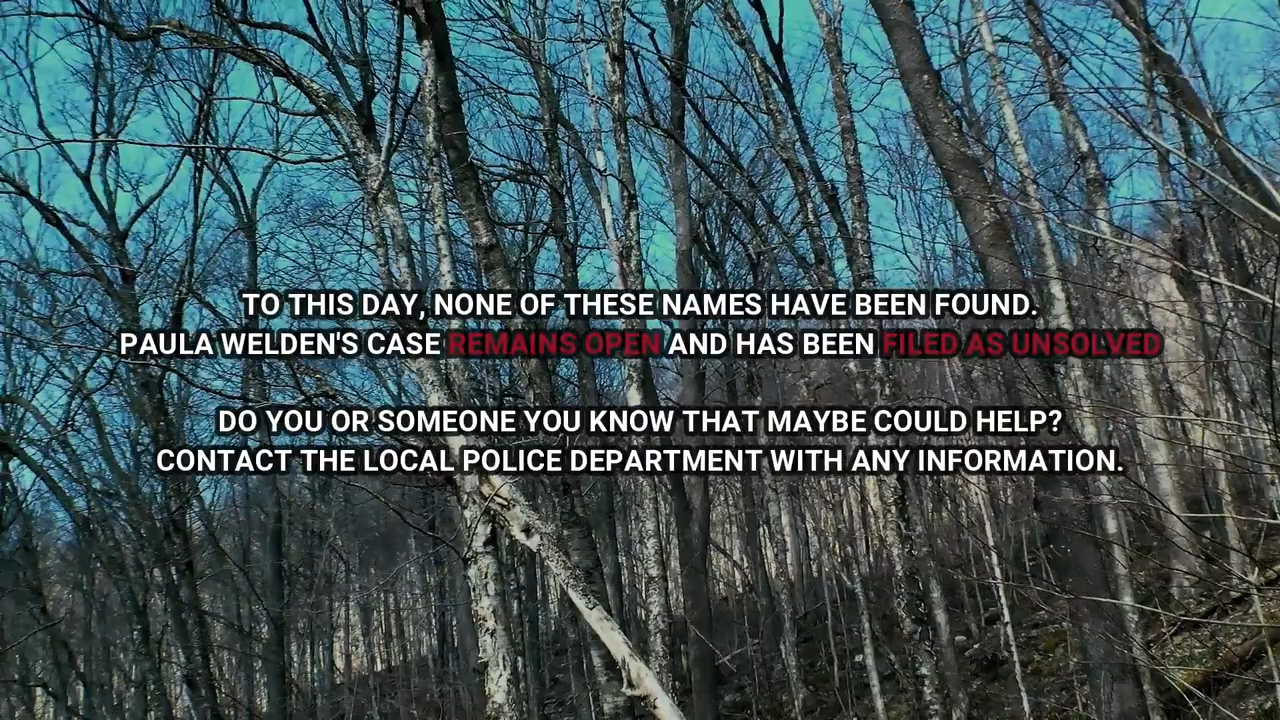 TO THIS DAY, NONE OF THESE NAMES HAVE BEEN FOUND.
PAULA WELDEN'S CASE REMAINS OPEN AND HAS BEEN FILED AS UNSOLVED
DO YOU OR SOMEONE YOU KNOW THAT MAYBE COULD HELP?
CONTACT THE LOCAL POLICE DEPARTMENT WITH ANY INFORMATION.